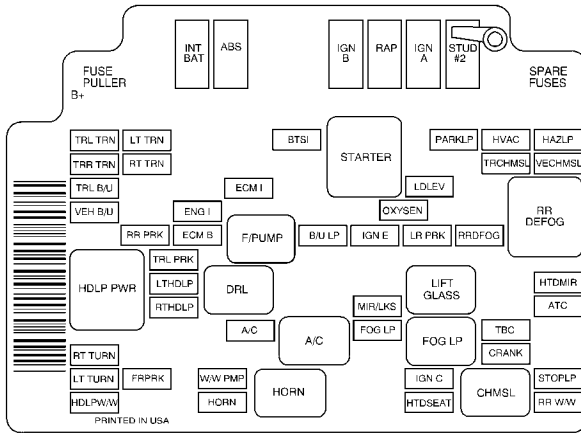 INT
BAT
ABS
IGN
B
RAP
IGN
A
STUD
#2
FUSE
PULLER
B+
SPARE
FUSES
TRL TRN
LT TRN
BTSI
STARTER
PARKLP
HVAC
HAZLP
TRR TRN
RT TRN
TRCHMSL
VECHMSL
TRL B/U
ECM I
LDLEV
RR
DEFOG
VEH B/U
ENG I
OXYSEN
RR PRK
ECM B
F/PUMP
B/U LP
IGN E
LR PRK
RRDFOG
TRL PRK
HDLP PWR
LTHDLP
DRL
LIFT
GLASS
HTDMIR
RTHDLP
MIR/LKS
ATC
A/C
A/C
FOG LP
FOG LP
TBC
CRANK
RT TURN
LT TURN
FRPRK
W/W PMP
HORN
IGN C
CHMSL
STOPLP
HDLPW/W
HORN
HTDSEAT
RR W/W
PRINTED IN USA